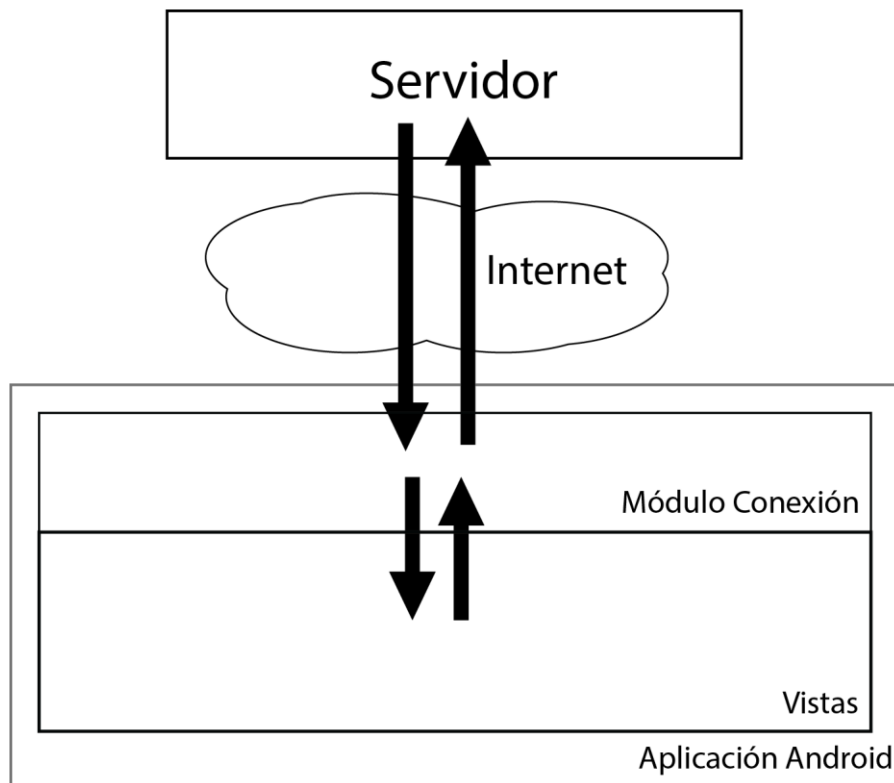 Servidor
Internet
Módulo Conexión
Vistas
Aplicación Android